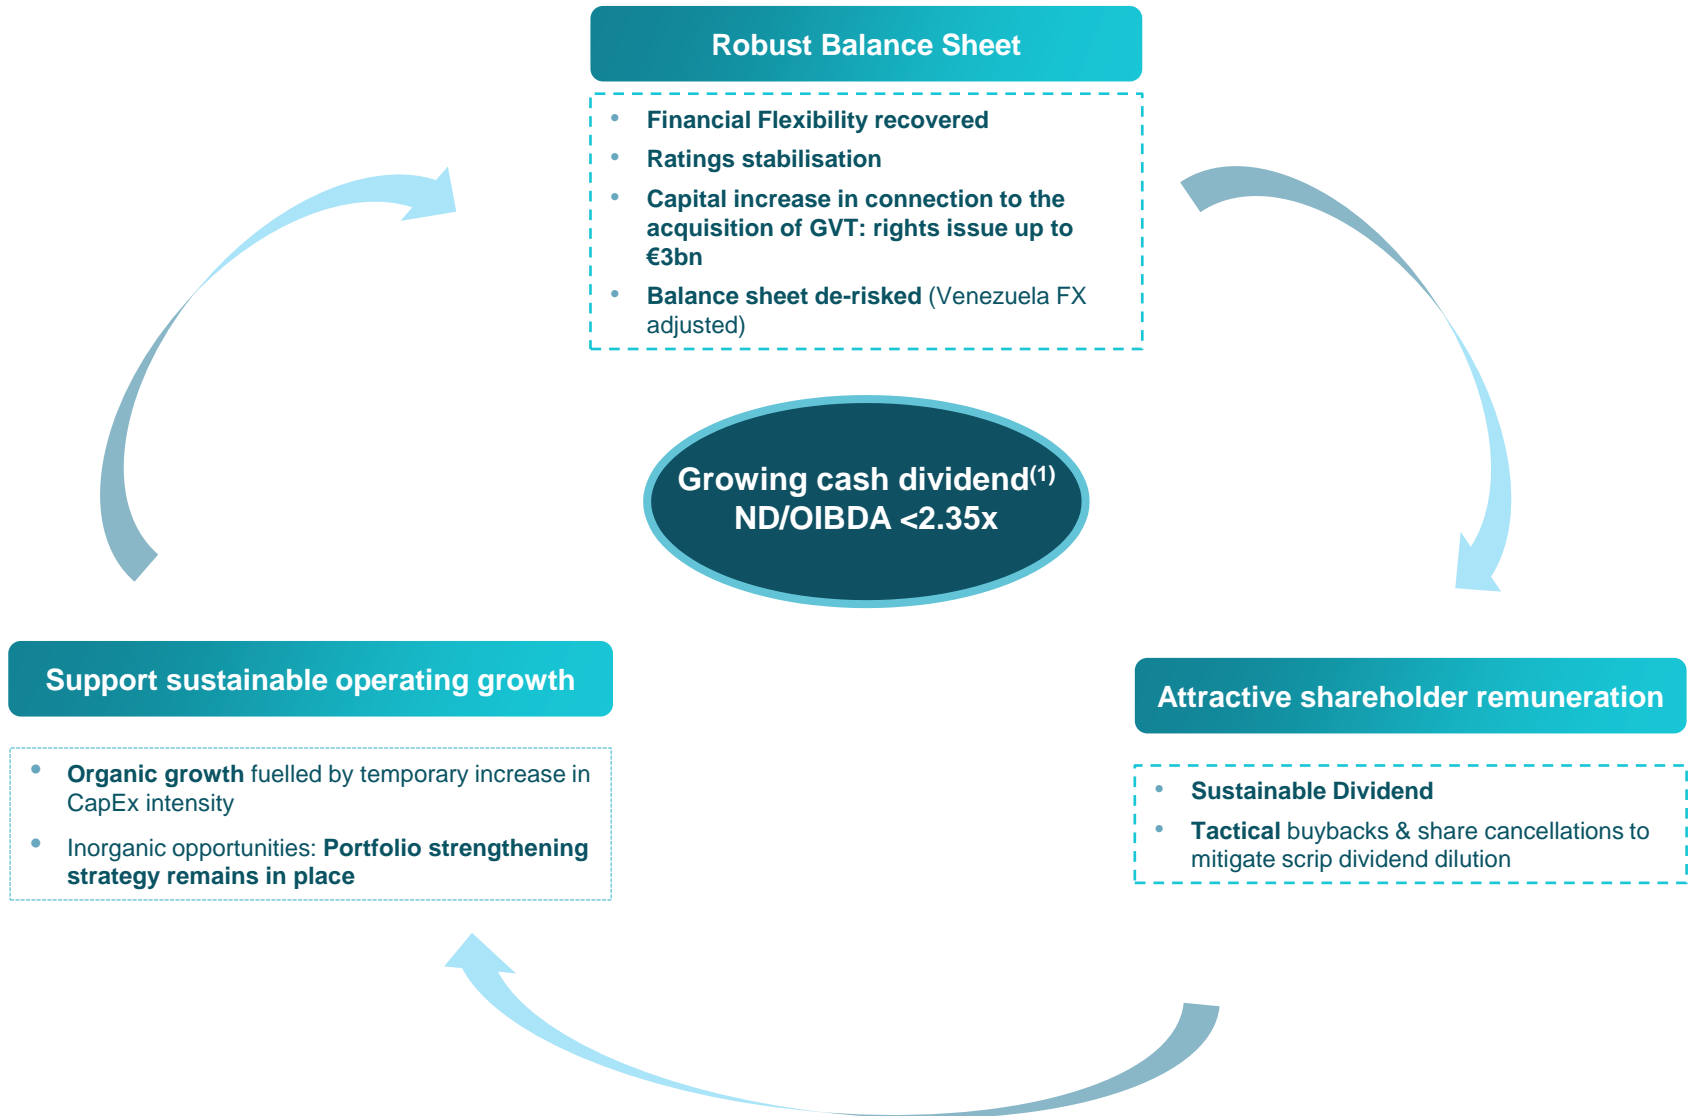 Robust Balance Sheet
• Financial Flexibility recovered
• Ratings stabilisation
• Capital increase in connection to the
acquisition of GVT: rights issue up to
€3bn
• Balance sheet de-risked (Venezuela FX
adjusted)
Growing cash dividend(1)
ND/OIBDA <2.35x
Support sustainable operating growth
• Organic growth fuelled by temporary increase in
CapEx intensity
• Inorganic opportunities: Portfolio strengthening
strategy remains in place
Attractive shareholder remuneration
• Sustainable Dividend
• Tactical buybacks & share cancellations to
mitigate scrip dividend dilution